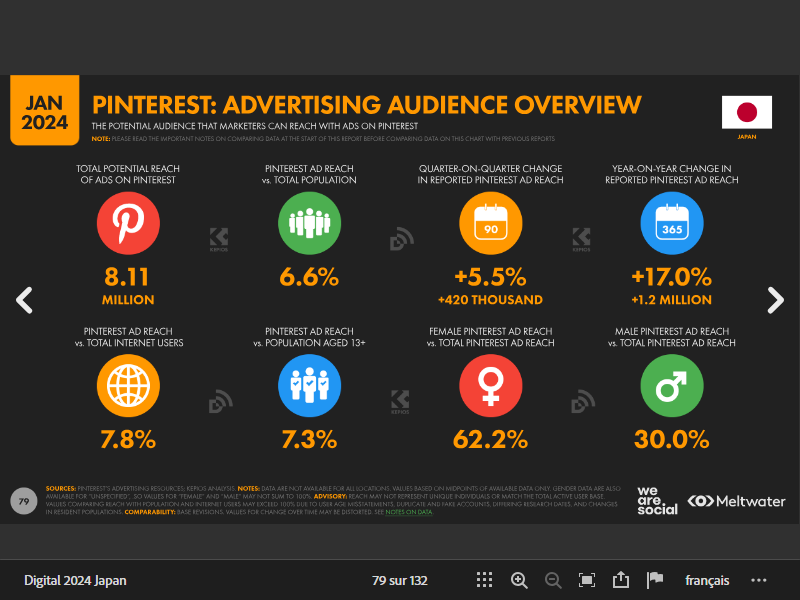 JAN
2024
PINTEREST: ADVERTISING AUDIENCE OVERVIEW
THE POTENTIAL AUDIENCE THAT MARKETERS CAN REACH WITH ADS ON PINTEREST
NOTE: PLEASE READ THE IMPORTANT NOTES ON COMPARING DATA AT THE START OF THIS REPORT BEFORE COMPARING DATA ON THIS CHART WITH PREVIOUS REPORTS
JAPAN
TOTAL POTENTIAL REACH
OF ADS ON PINTEREST
8.11
MILLION
PINTEREST AD REACH
vs. TOTAL POPULATION
6.6%
QUARTER-ON-QUARTER CHANGE
IN REPORTED PINTEREST AD REACH
90
+5.5%
+420 THOUSAND
YEAR-ON-YEAR CHANGE IN
REPORTED PINTEREST AD REACH
365
+17.0%
+1.2 MILLION
KEPIOS
KEPIOS
PINTEREST AD REACH
vs. TOTAL INTERNET USERS
7.8%
PINTEREST AD REACH
vs. POPULATION AGED 13+
7.3%
FEMALE PINTEREST AD REACH
vs. TOTAL PINTEREST AD REACH
62.2%
MALE PINTEREST AD REACH
vs. TOTAL PINTEREST AD REACH
30.0%
KEPIOS
79
SOURCES: PINTEREST'S ADVERTISING RESOURCES; KEPIOS ANALYSIS. NOTES: DATA ARE NOT AVAILABLE FOR ALL LOCATIONS. VALUES BASED ON MIDPOINTS OF AVAILABLE DATA ONLY. GENDER DATA ARE ALSO
AVAILABLE FOR "UNSPECIFIED", SO VALUES FOR "FEMALE" AND "MALE" MAY NOT SUM TO 100%. ADVISORY: REACH MAY NOT REPRESENT UNIQUE INDIVIDUALS OR MATCH THE TOTAL ACTIVE USER BASE.
VALUES COMPARING REACH WITH POPULATION AND INTERNET USERS MAY EXCEED 100% DUE TO USER AGE MISSTATEMENTS, DUPLICATE AND FAKE ACCOUNTS, DIFFERING RESEARCH DATES, AND CHANGES
IN RESIDENT POPULATIONS. COMPARABILITY: BASE REVISIONS. VALUES FOR CHANGE OVER TIME MAY BE DISTORTED. SEE NOTES ON DATA
we
are.
social
Meltwater
Digital 2024 Japan
79 sur 132
français